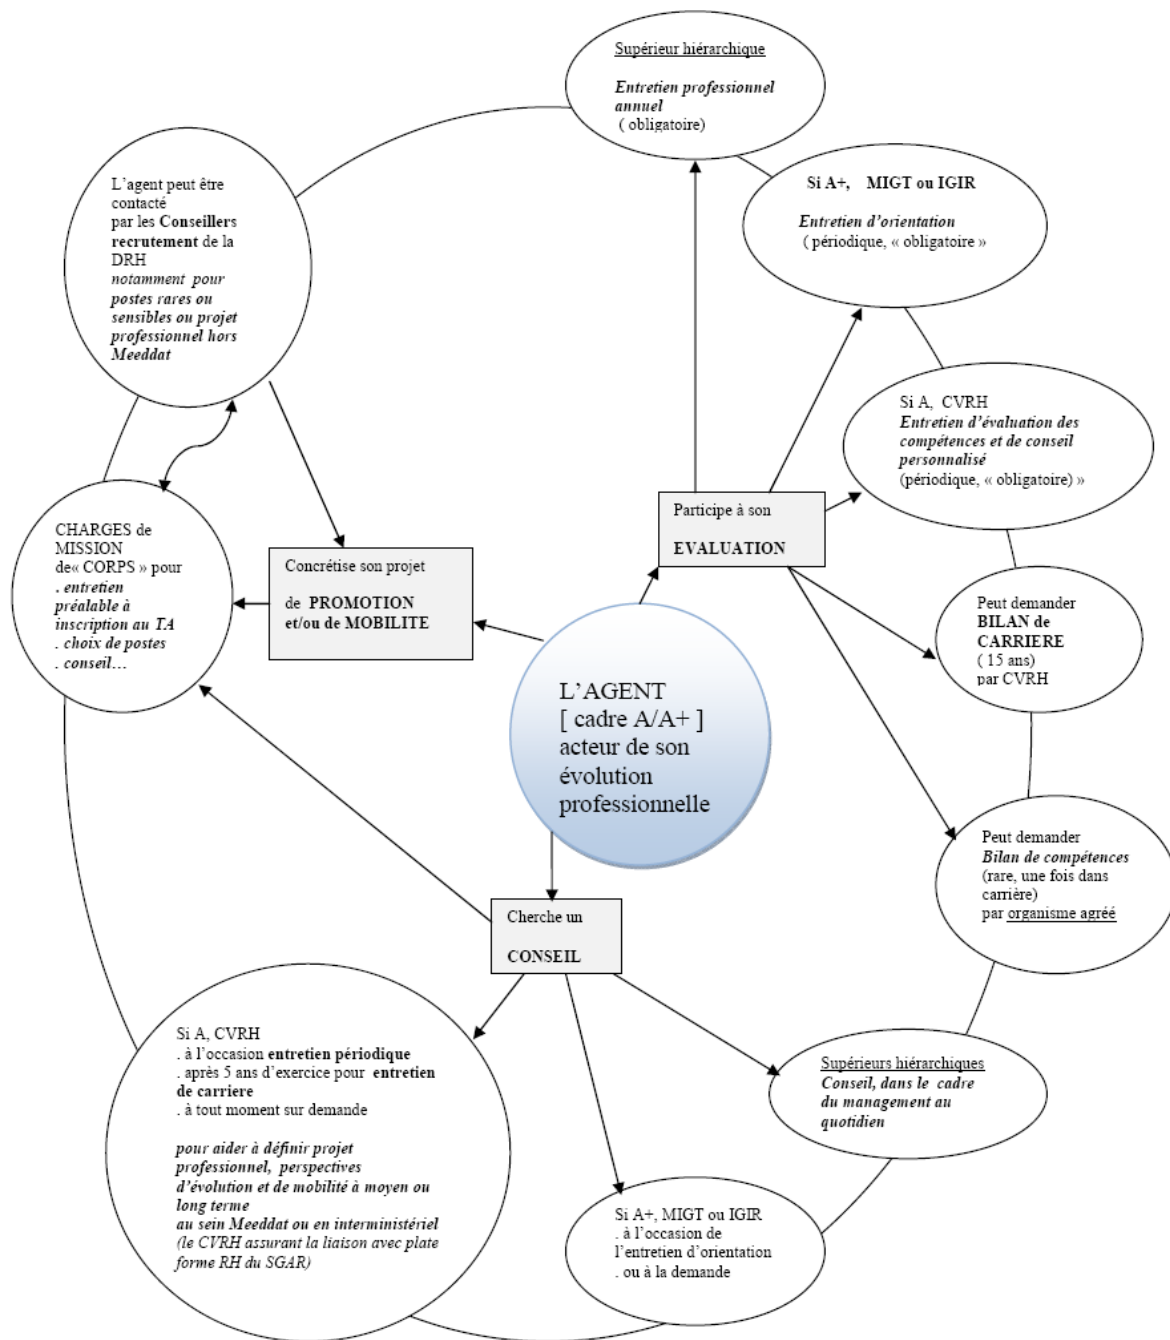 Supérieur hiérarchique
Entretien professionnel
annuel
( obligatoire)
Si A+, MIGT ou IGIR
Entretien d’orientation
( périodique, « obligatoire »
Si A, CVRH
Entretien d’évaluation des
compétences et de conseil
personnalisé
(périodique, « obligatoire) »
Peut demander
BILAN de
CARRIERE
( 15 ans)
par CVRH
Peut demander
Bilan de compétences
(rare, une fois dans
carrière)
par organisme agréé
Supérieurs hiérarchiques
Conseil, dans le cadre
du management au
quotidien
Si A+, MIGT ou IGIR
. à l’occasion de
l’entretien d’orientation
. ou à la demande
Si A, CVRH
. à l’occasion entretien périodique
. après 5 ans d’exercice pour entretien
de carriere
. à tout moment sur demande
pour aider à définir projet
professionnel, perspectives
d’évolution et de mobilité à moyen ou
long terme
au sein Meeddat ou en interministériel
(le CVRH assurant la liaison avec plate
forme RH du SGAR)
CHARGES de
MISSION
de« CORPS » pour
. entretien
préalable à
inscription au TA
. choix de postes
. conseil…
L’agent peut être
contacté
par les Conseillers
recrutement de la
DRH
notamment pour
postes rares ou
sensibles ou projet
professionnel hors
Meeddat
Concrétise son projet
de PROMOTION
et/ou de MOBILITE
Participe à son
EVALUATION
L’AGENT
[ cadre A/A+ ]
acteur de son
évolution
professionnelle
Cherche un
CONSEIL